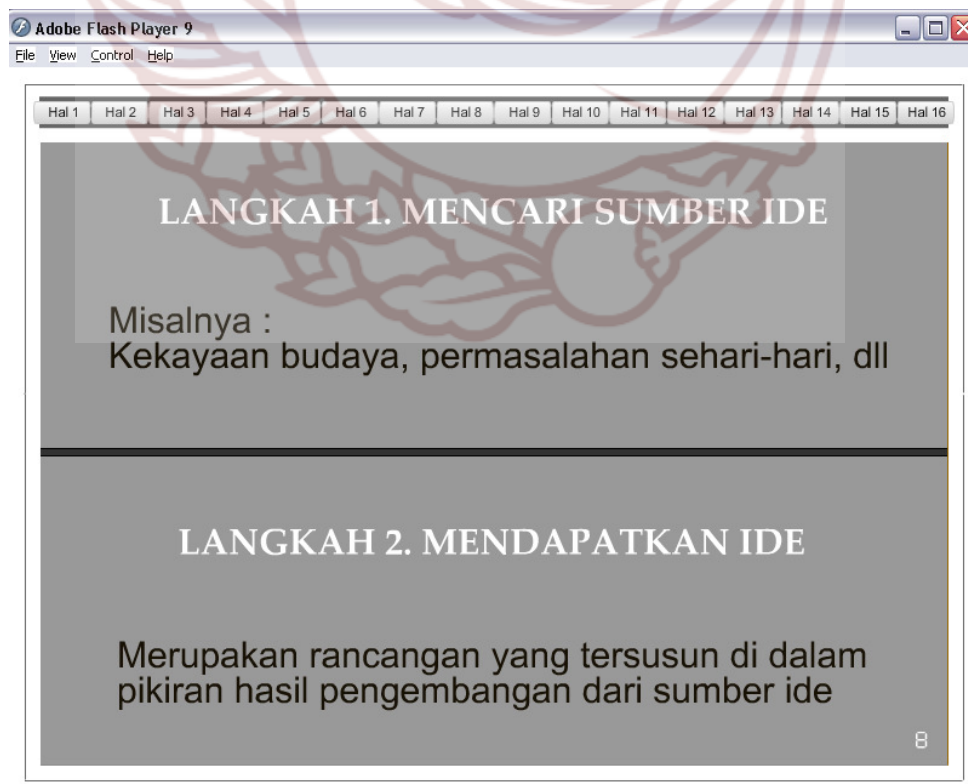 Adobe Flash Player 9
File View Control Help
Hal 1 Hal 2 Hal 3 Hal 4 Hal 5 Hal 6 Hal 7 Hal 8 Hal 9 Hal 10 Hal 11 Hal 12 Hal 13 Hal 14 Hal 15 Hal 16
LANGKAH 1. MENCARI SUMBER IDE
Misalnya :
Kekayaan budaya, permasalahan sehari-hari, dll
LANGKAH 2. MENDAPATKAN IDE
Merupakan rancangan yang tersusun di dalam
pikiran hasil pengembangan dari sumber ide
8